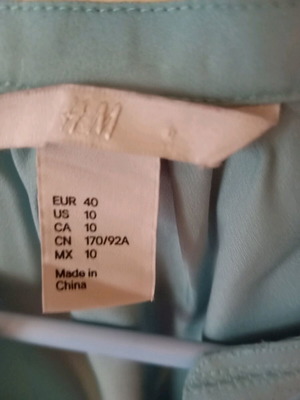 H&M
EUR 40
US 10
CA 10
CN 170/92A
MX 10
Made in
China